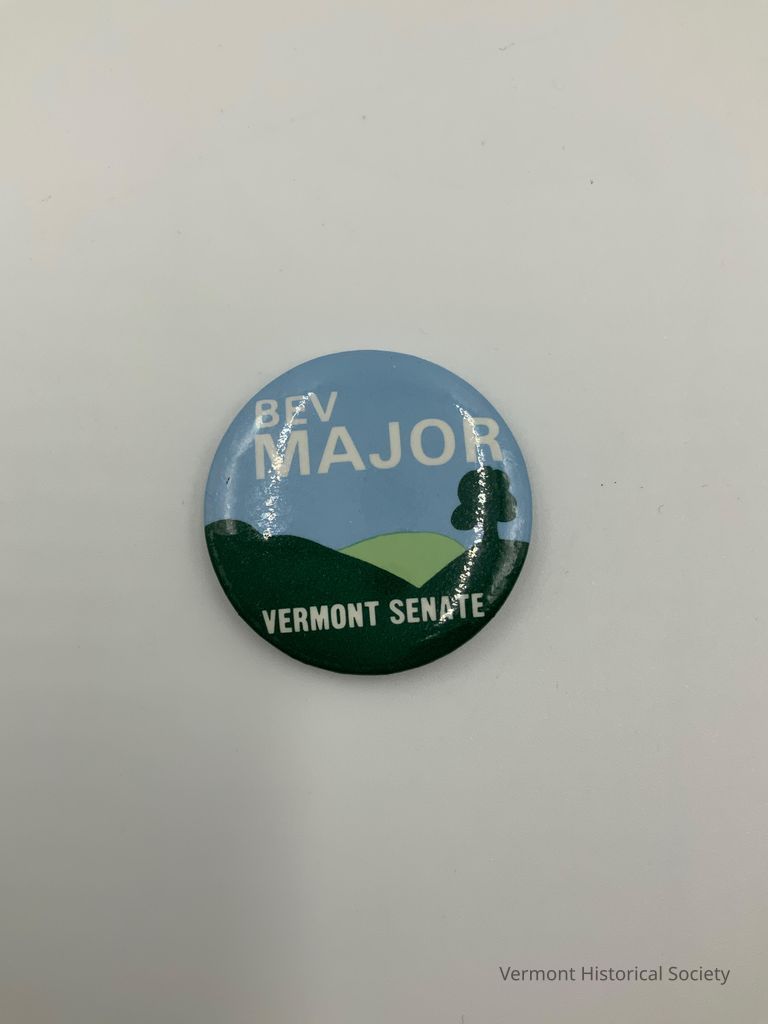 BEV
MAJOR
VERMONT SENATE
Vermont Historical Society